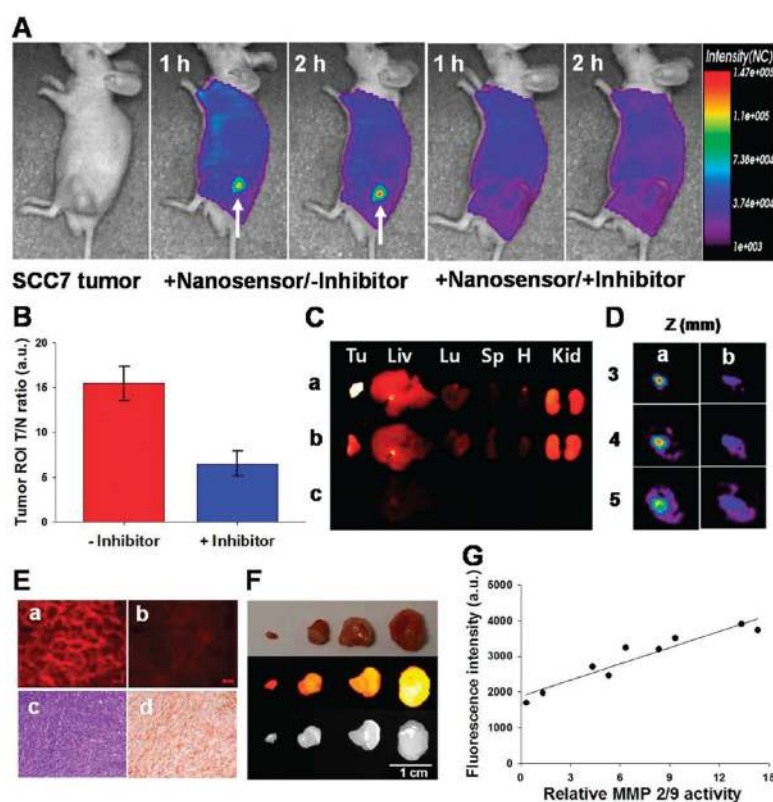 A
1 h
2 h
1 h
2 h
Intensity(NC)
1.47e+005
1.1e+005
7.36e+004
3.74e+004
1e+003
SCC7 tumor +Nanosensor/-Inhibitor +Nanosensor/+Inhibitor
B
Tumor ROI T/N ratio (a.u.)
20
15
10
5
0
- Inhibitor + Inhibitor
C
Tu Liv Lu Sp H Kid
a
b
c
D
Z (mm)
a b
3
4
5
E
a b
c d
F
1 cm
G
Fluorescence intensity (a.u.)
5000
4000
3000
2000
1000
0
0 3 6 9 12 15
Relative MMP 2/9 activity